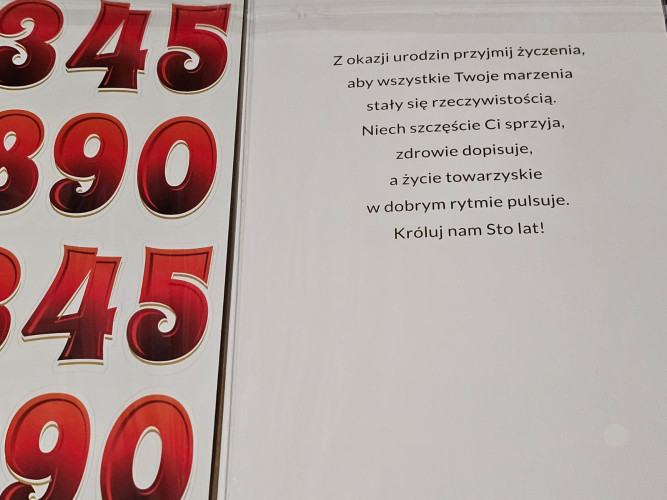 345
890
345
90
Z okazji urodzin przyjmij życzenia,
aby wszystkie Twoje marzenia
stały się rzeczywistością.
Niech szczęście Ci sprzyja,
zdrowie dopisuje,
a życie towarzyskie
w dobrym rytmie pulsuje.
Króluj nam Sto lat!